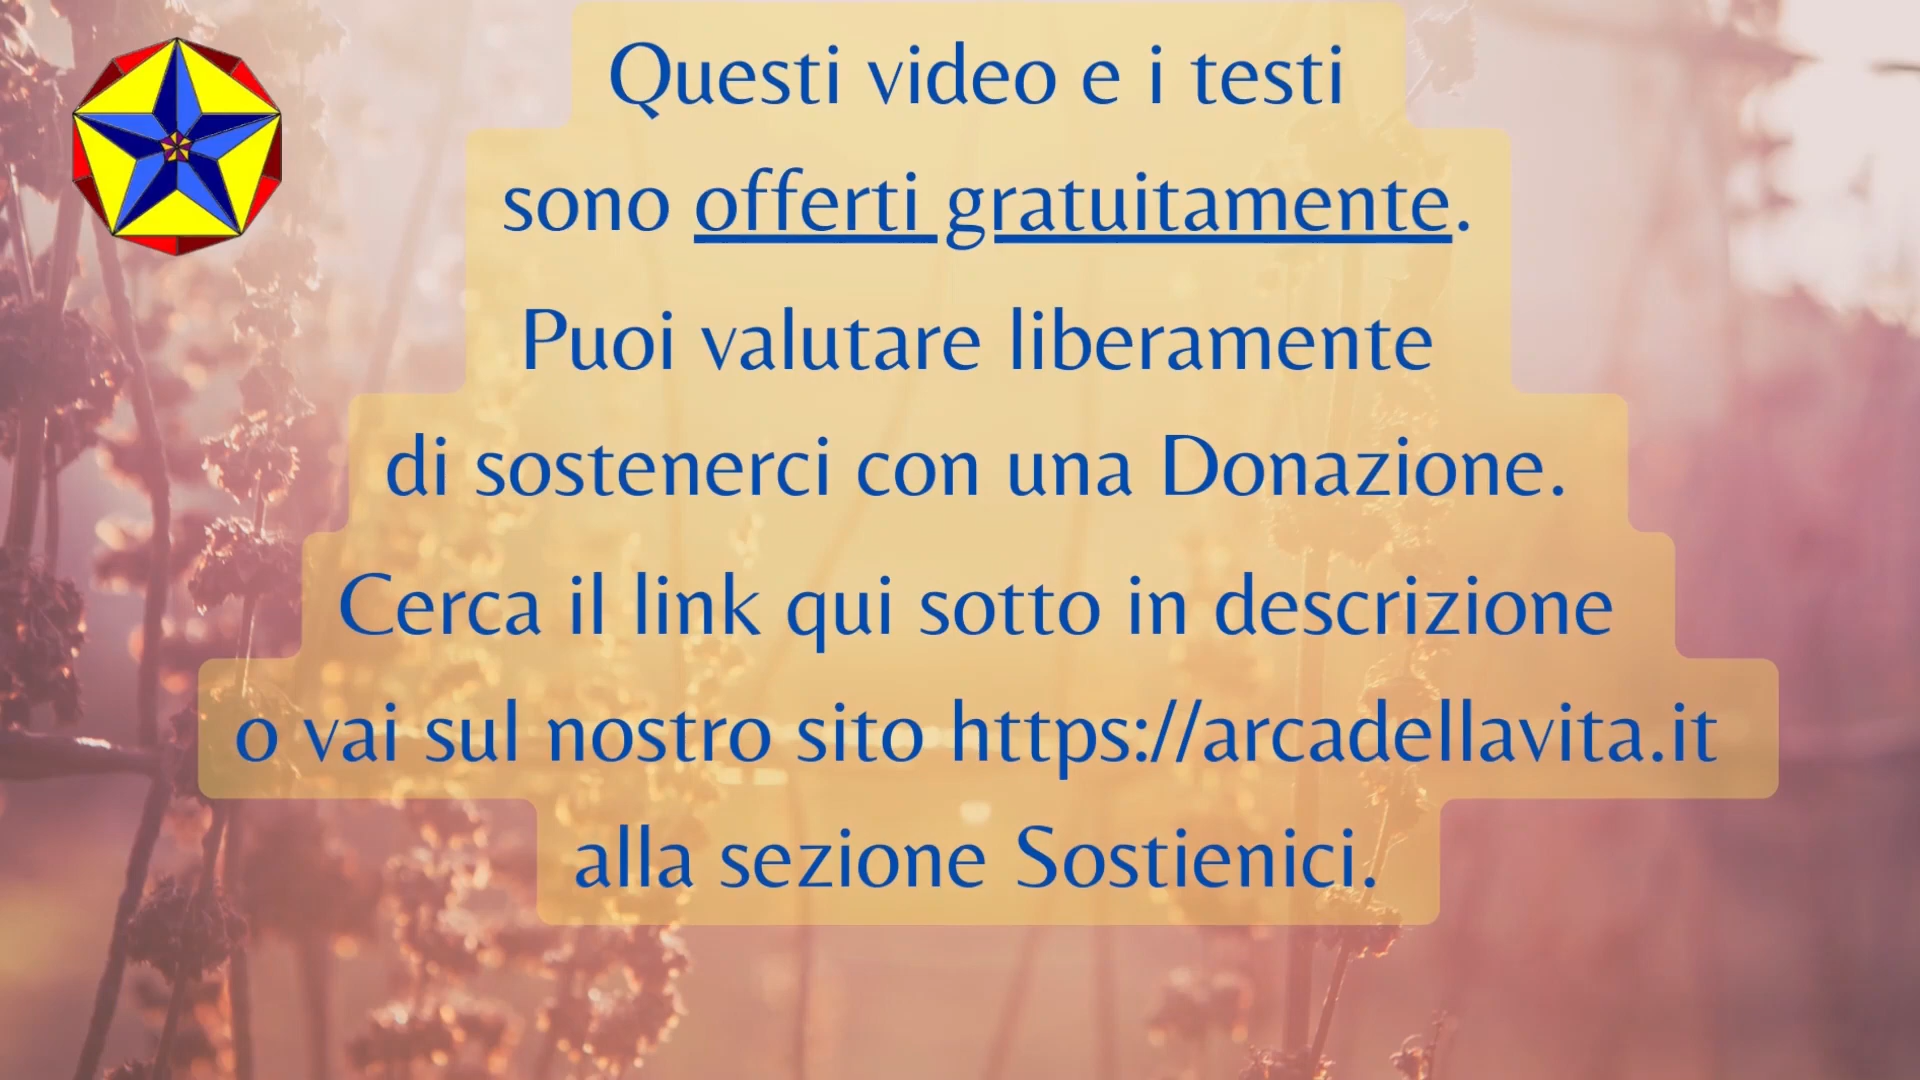 Questi video e i testi
sono offerti gratuitamente.
Puoi valutare liberamente
di sostenerci con una Donazione.
Cerca il link qui sotto in descrizione
o vai sul nostro sito https://arcadellavita.it
alla sezione Sostienici.